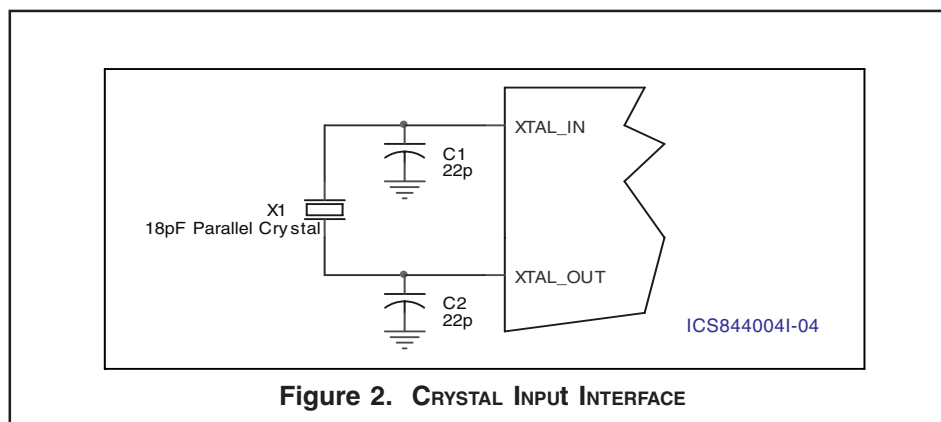 XTAL_IN
C1
22p
X1
18pF Parallel Crystal
XTAL_OUT
C2
22p
ICS844004I-04
Figure 2. CRYSTAL INPUt INTERFACE